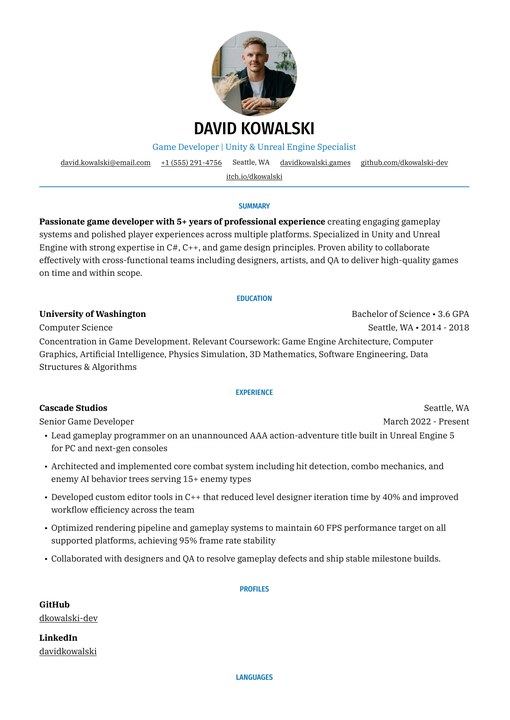 DAVID KOWALSKI
Game Developer | Unity & Unreal Engine Specialist
david.kowalski@email.com +1 (555) 291-4756 Seattle, WA davidkowalski.games github.com/dkowalski-dev
itch.io/dkowalski
SUMMARY
Passionate game developer with 5+ years of professional experience creating engaging gameplay
systems and polished player experiences across multiple platforms. Specialized in Unity and Unreal
Engine with strong expertise in C#, C++, and game design principles. Proven ability to collaborate
effectively with cross-functional teams including designers, artists, and QA to deliver high-quality games
on time and within scope.
EDUCATION
University of Washington Bachelor of Science • 3.6 GPA
Computer Science Seattle, WA • 2014 - 2018
Concentration in Game Development. Relevant Coursework: Game Engine Architecture, Computer
Graphics, Artificial Intelligence, Physics Simulation, 3D Mathematics, Software Engineering, Data
Structures & Algorithms
EXPERIENCE
Cascade Studios Seattle, WA
Senior Game Developer March 2022 - Present
• Lead gameplay programmer on an unannounced AAA action-adventure title built in Unreal Engine 5
for PC and next-gen consoles
• Architected and implemented core combat system including hit detection, combo mechanics, and
enemy AI behavior trees serving 15+ enemy types
• Developed custom editor tools in C++ that reduced level designer iteration time by 40% and improved
workflow efficiency across the team
• Optimized rendering pipeline and gameplay systems to maintain 60 FPS performance target on all
supported platforms, achieving 95% frame rate stability
• Collaborated with designers and QA to resolve gameplay defects and ship stable milestone builds.
PROFILES
GitHub
dkowalski-dev
LinkedIn
davidkowalski
LANGUAGES